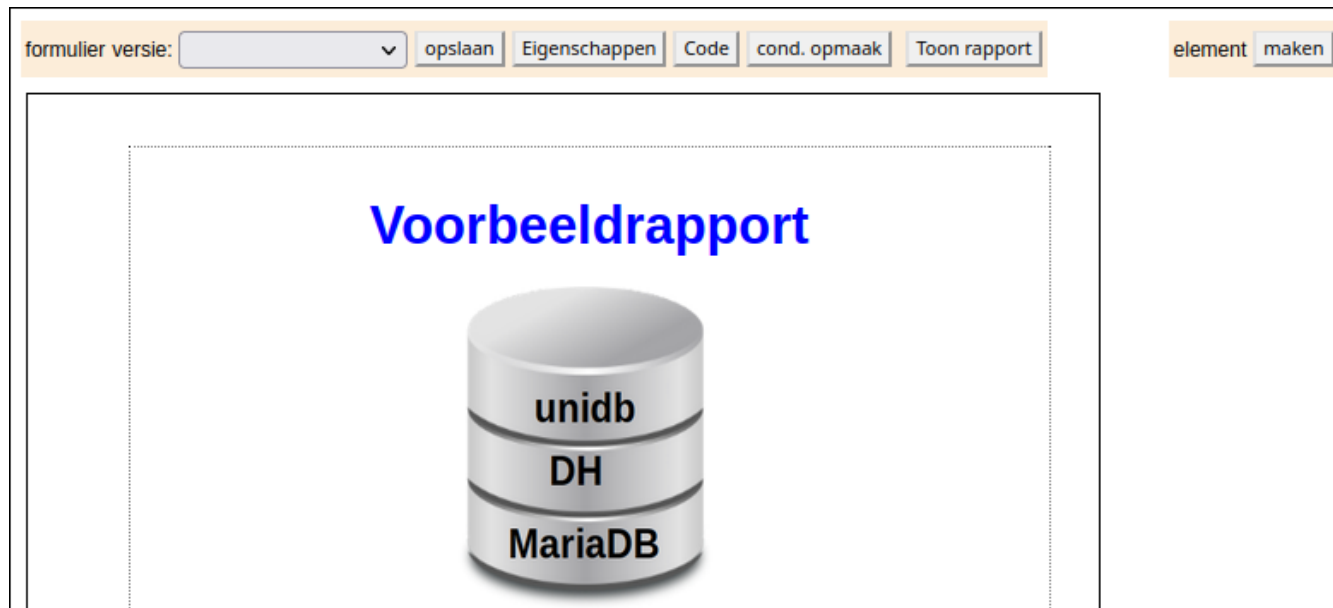 formulier versie: opslaan Eigenschappen Code cond. opmaak Toon rapport element maken
Voorbeeldrapport
unidb
DH
MariaDB